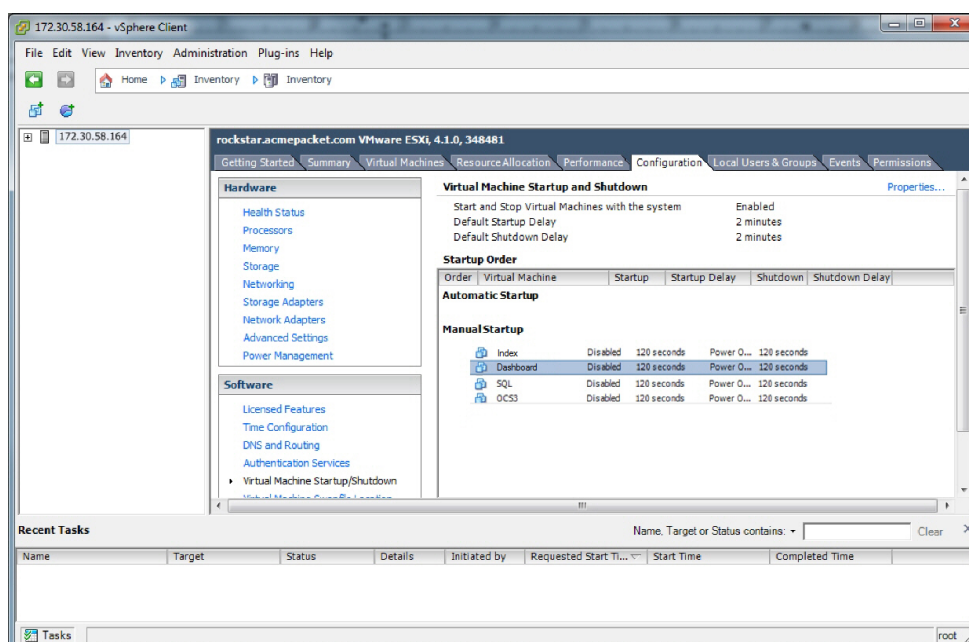 172.30.58.164 - vSphere Client
File Edit View Inventory Administration Plug-ins Help
Home Inventory Inventory
172.30.58.164
rockstar.acmepacket.com VMware ESXi, 4.1.0, 348481
Getting Started Summary Virtual Machines Resource Allocation Performance Configuration Local Users & Groups Events Permissions
Hardware
Health Status
Processors
Memory
Storage
Networking
Storage Adapters
Network Adapters
Advanced Settings
Power Management
Software
Licensed Features
Time Configuration
DNS and Routing
Authentication Services
Virtual Machine Startup/Shutdown
Virtual Machine Swapfile Location
Virtual Machine Startup and Shutdown Properties...
Start and Stop Virtual Machines with the system Enabled
Default Startup Delay 2 minutes
Default Shutdown Delay 2 minutes
Startup Order
Order Virtual Machine Startup Startup Delay Shutdown Shutdown Delay
Automatic Startup
Manual Startup
Index Disabled 120 seconds Power O... 120 seconds
Dashboard Disabled 120 seconds Power O... 120 seconds
SQL Disabled 120 seconds Power O... 120 seconds
OCS3 Disabled 120 seconds Power O... 120 seconds
Recent Tasks Name, Target or Status contains: Clear
Name Target Status Details Initiated by Requested Start Ti... Start Time Completed Time
Tasks root